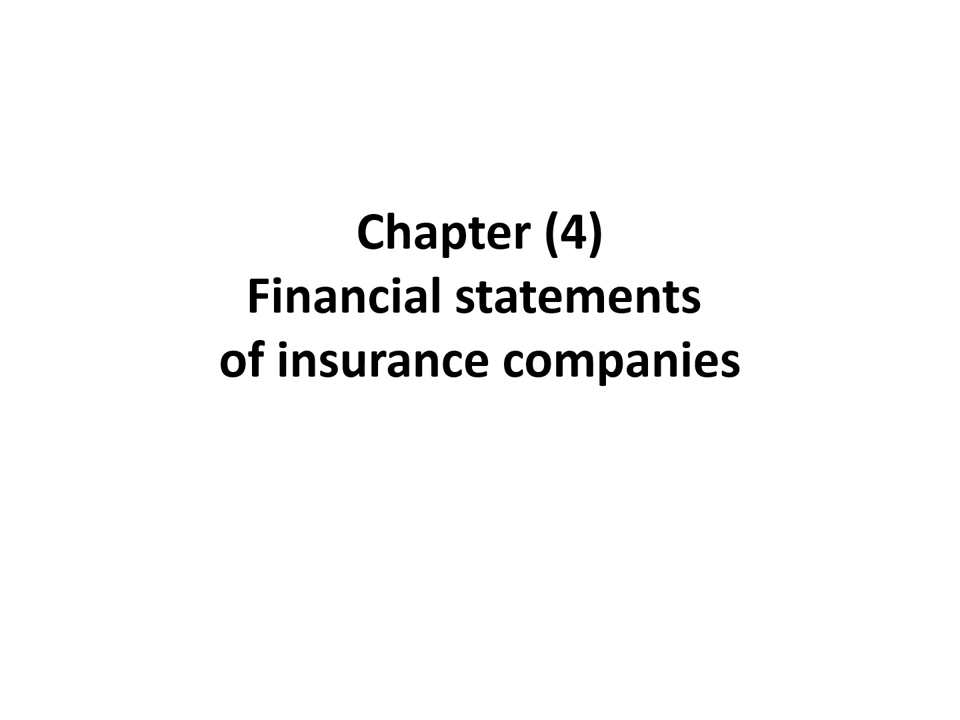 Chapter (4)
Financial statements
of insurance companies